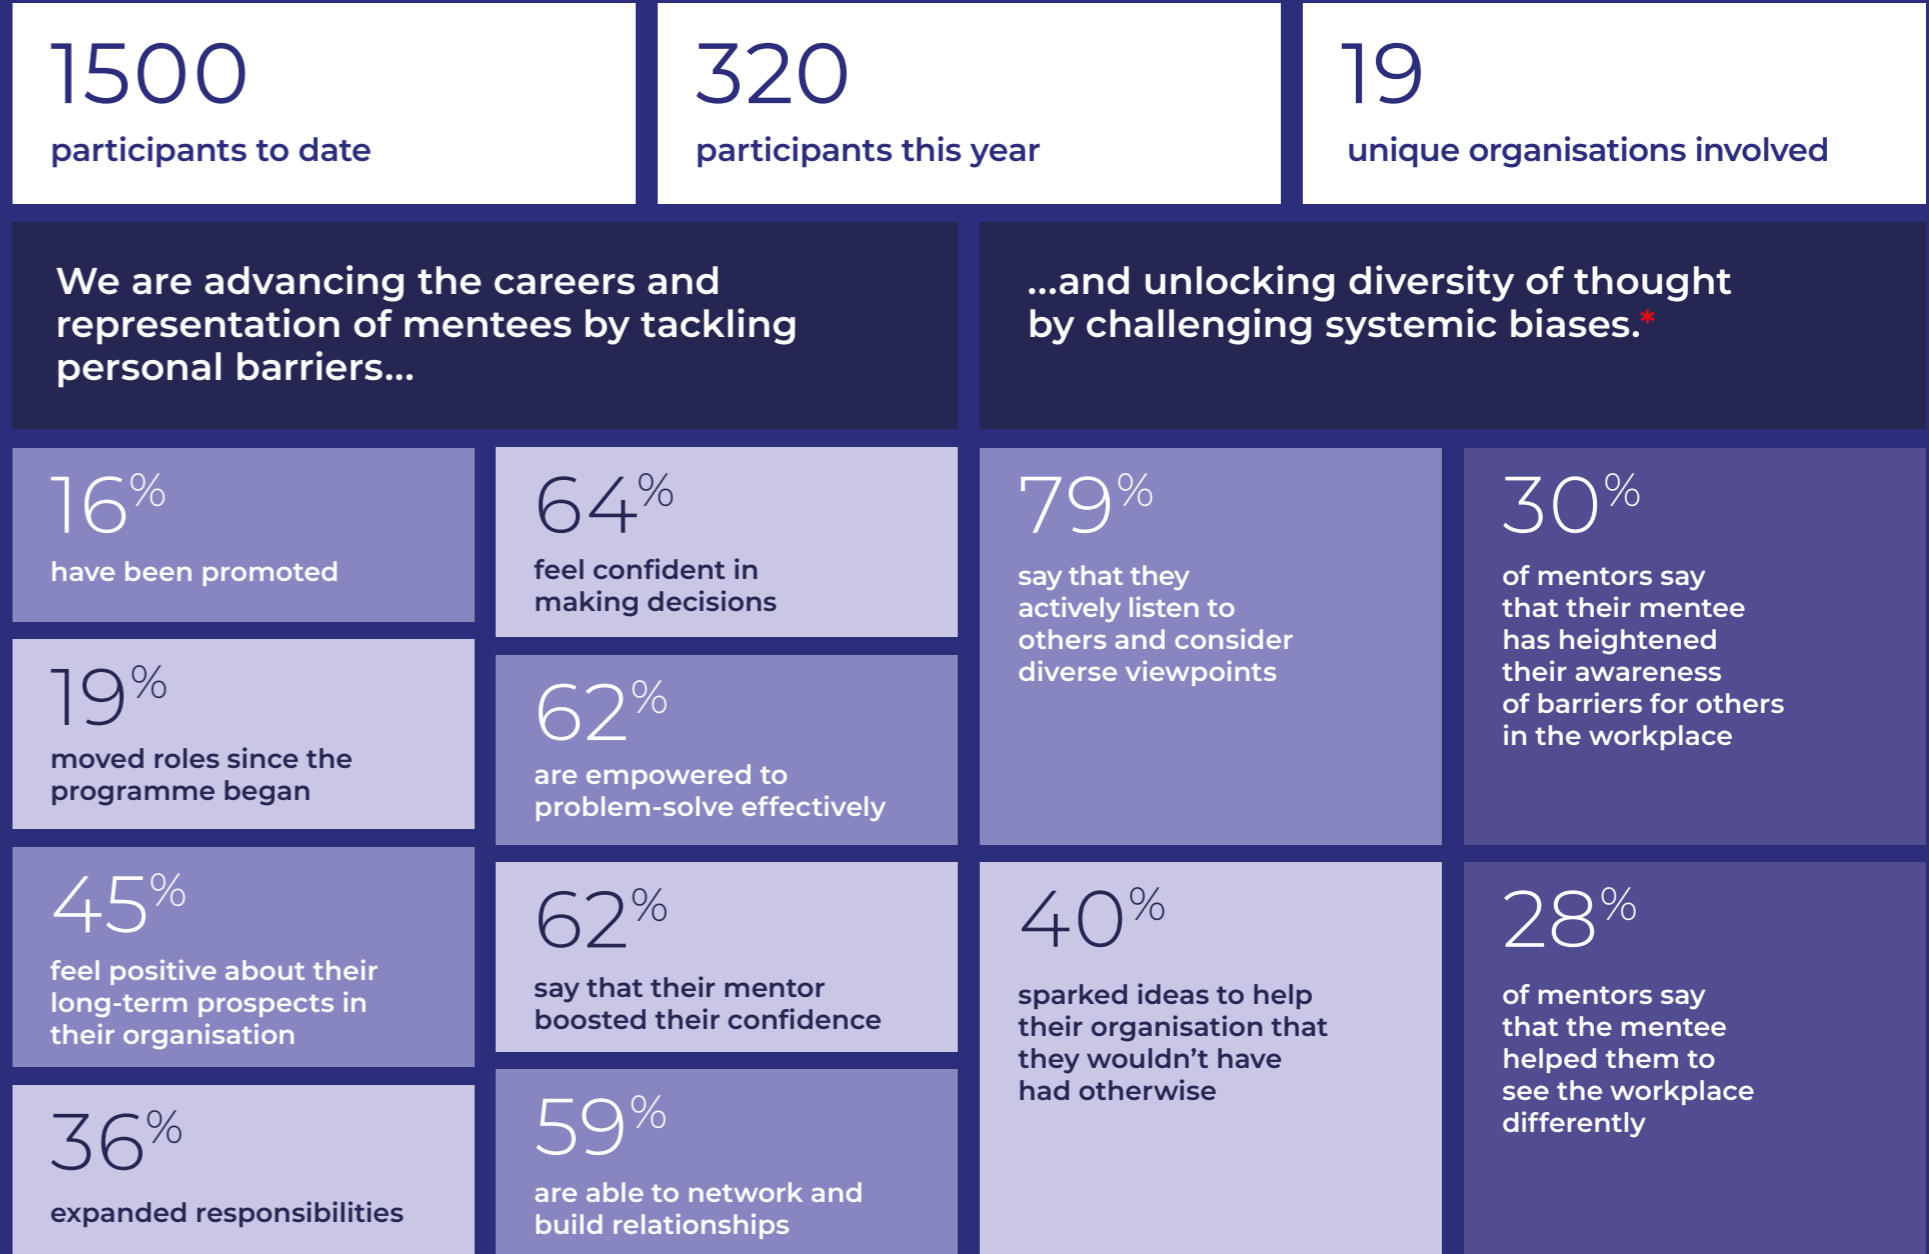 1500
participants to date
320
participants this year
19
unique organisations involved
We are advancing the careers and
representation of mentees by tackling
personal barriers...
...and unlocking diversity of thought
by challenging systemic biases.*
16%
have been promoted
19%
moved roles since the
programme began
45%
feel positive about their
long-term prospects in
their organisation
36%
expanded responsibilities
64%
feel confident in
making decisions
62%
are empowered to
problem-solve effectively
62%
say that their mentor
boosted their confidence
59%
are able to network and
build relationships
79%
say that they
actively listen to
others and consider
diverse viewpoints
40%
sparked ideas to help
their organisation that
they wouldn’t have
had otherwise
30%
of mentors say
that their mentee
has heightened
their awareness
of barriers for others
in the workplace
28%
of mentors say
that the mentee
helped them to
see the workplace
differently